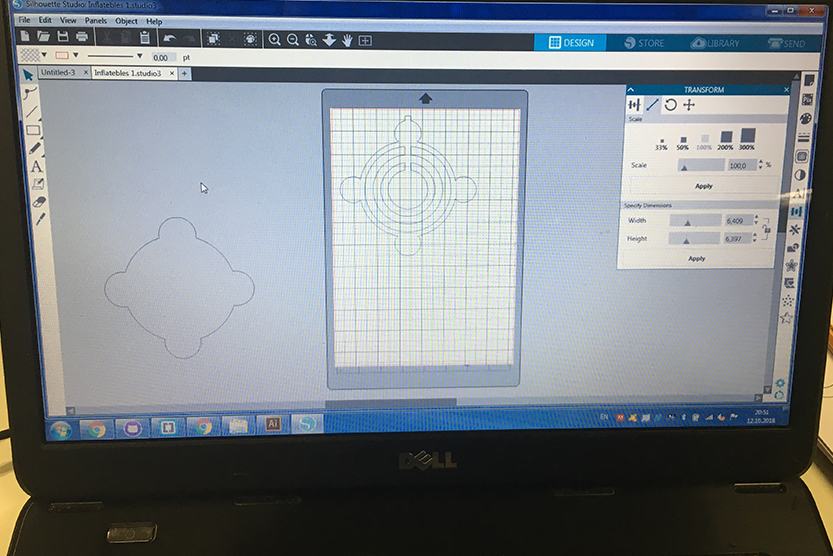 Silhouette Studio: Inflatebles 1.studio3
File Edit View Panels Object Help
DESIGN STORE LIBRARY SEND
0,00 pt
Untitled-3 × Inflatebles 1.studio3 × +
TRANSFORM
Scale
33% 50% 100% 200% 300%
Scale 100,0 %
Apply
Specify Dimensions
Width 6,409
Height 6,397
Apply
A
Ai
EN
20:51
12.10.2018
DELL